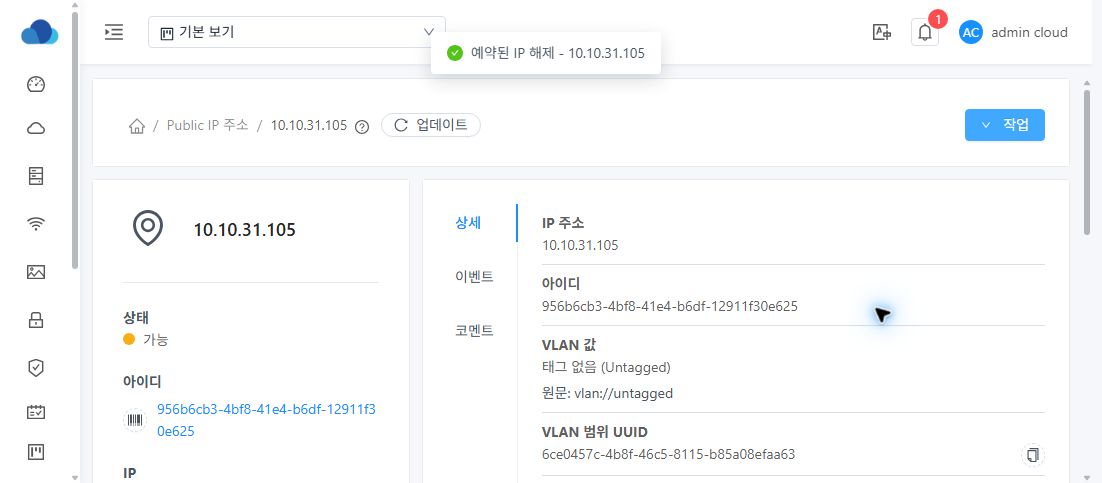 기본 보기
1
AC
admin cloud
예약된 IP 해제 - 10.10.31.105
/ Public IP 주소 / 10.10.31.105
업데이트
작업
10.10.31.105
상태
가능
아이디
956b6cb3-4bf8-41e4-b6df-12911f3
0e625
IP
상세
이벤트
코멘트
IP 주소
10.10.31.105
아이디
956b6cb3-4bf8-41e4-b6df-12911f30e625
VLAN 값
태그 없음 (Untagged)
원문: vlan://untagged
VLAN 범위 UUID
6ce0457c-4b8f-46c5-8115-b85a08efaa63